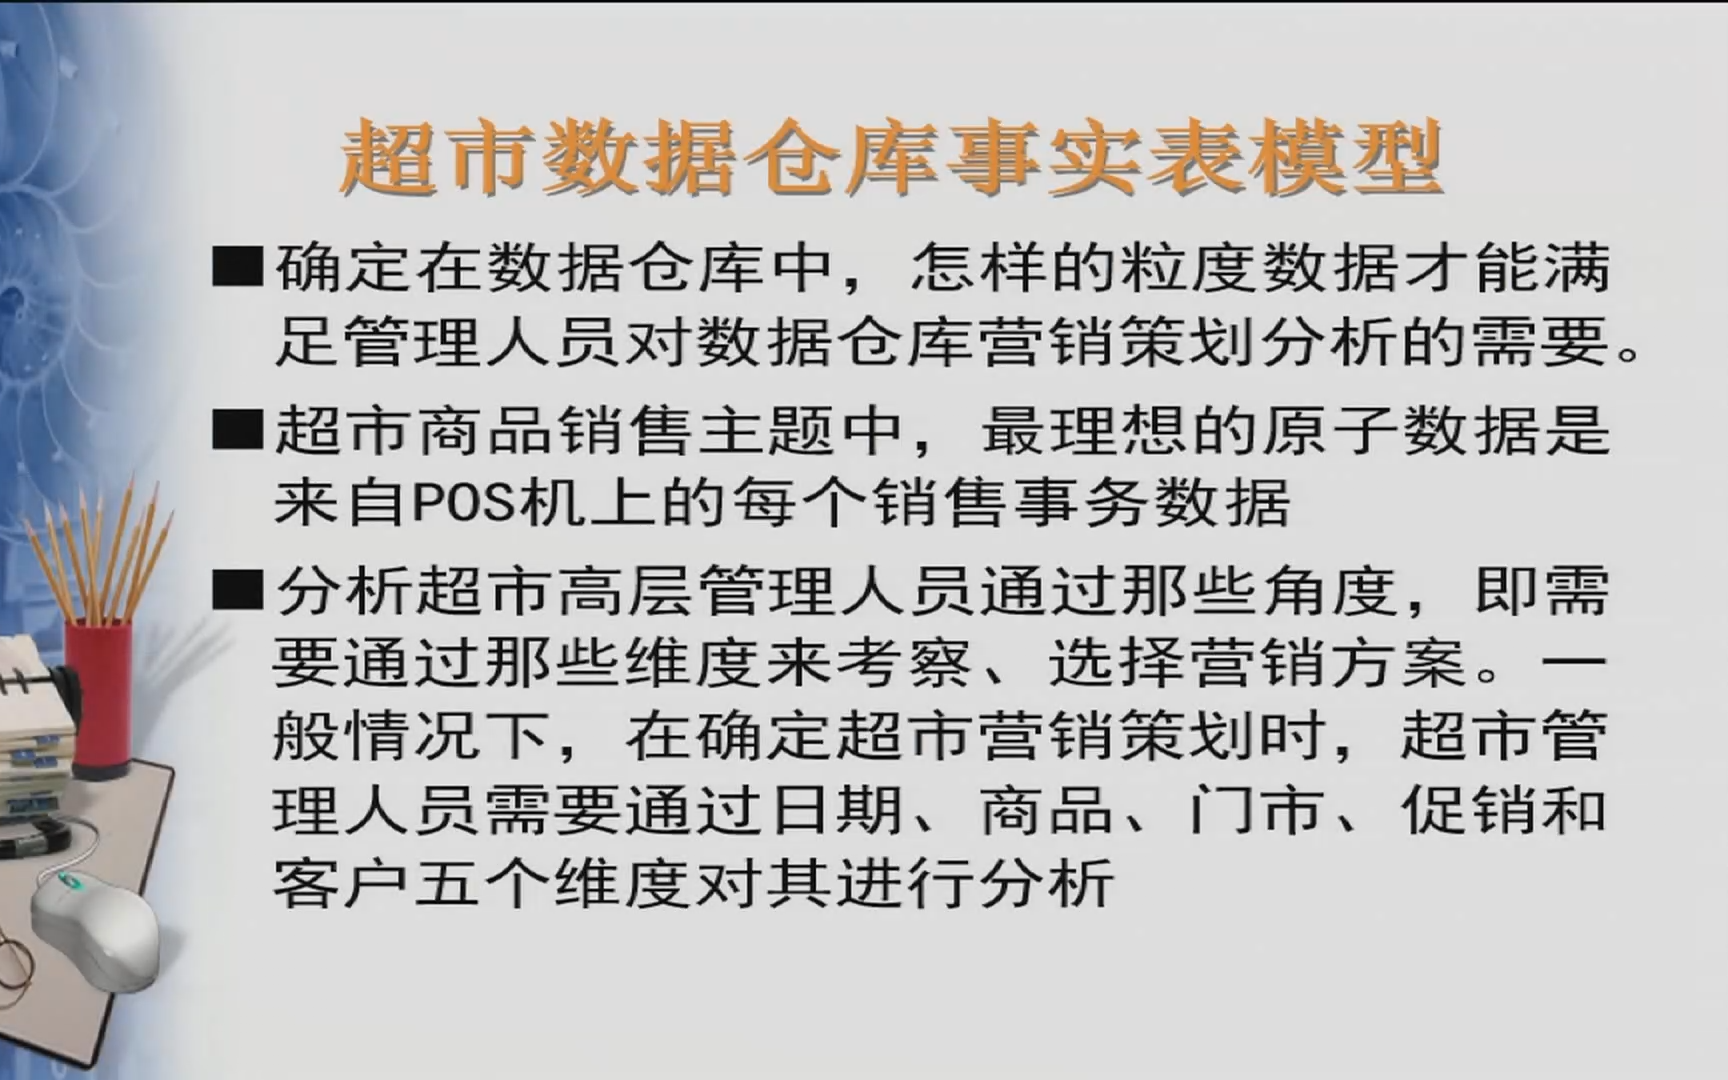 超市数据仓库事实表模型
■确定在数据仓库中，怎样的粒度数据才能满
足管理人员对数据仓库营销策划分析的需要。
■超市商品销售主题中，最理想的原子数据是
来自POS机上的每个销售事务数据
■分析超市高层管理人员通过那些角度，即需
要通过那些维度来考察、选择营销方案。一
般情况下，在确定超市营销策划时，超市管
理人员需要通过日期、商品、门市、促销和
客户五个维度对其进行分析